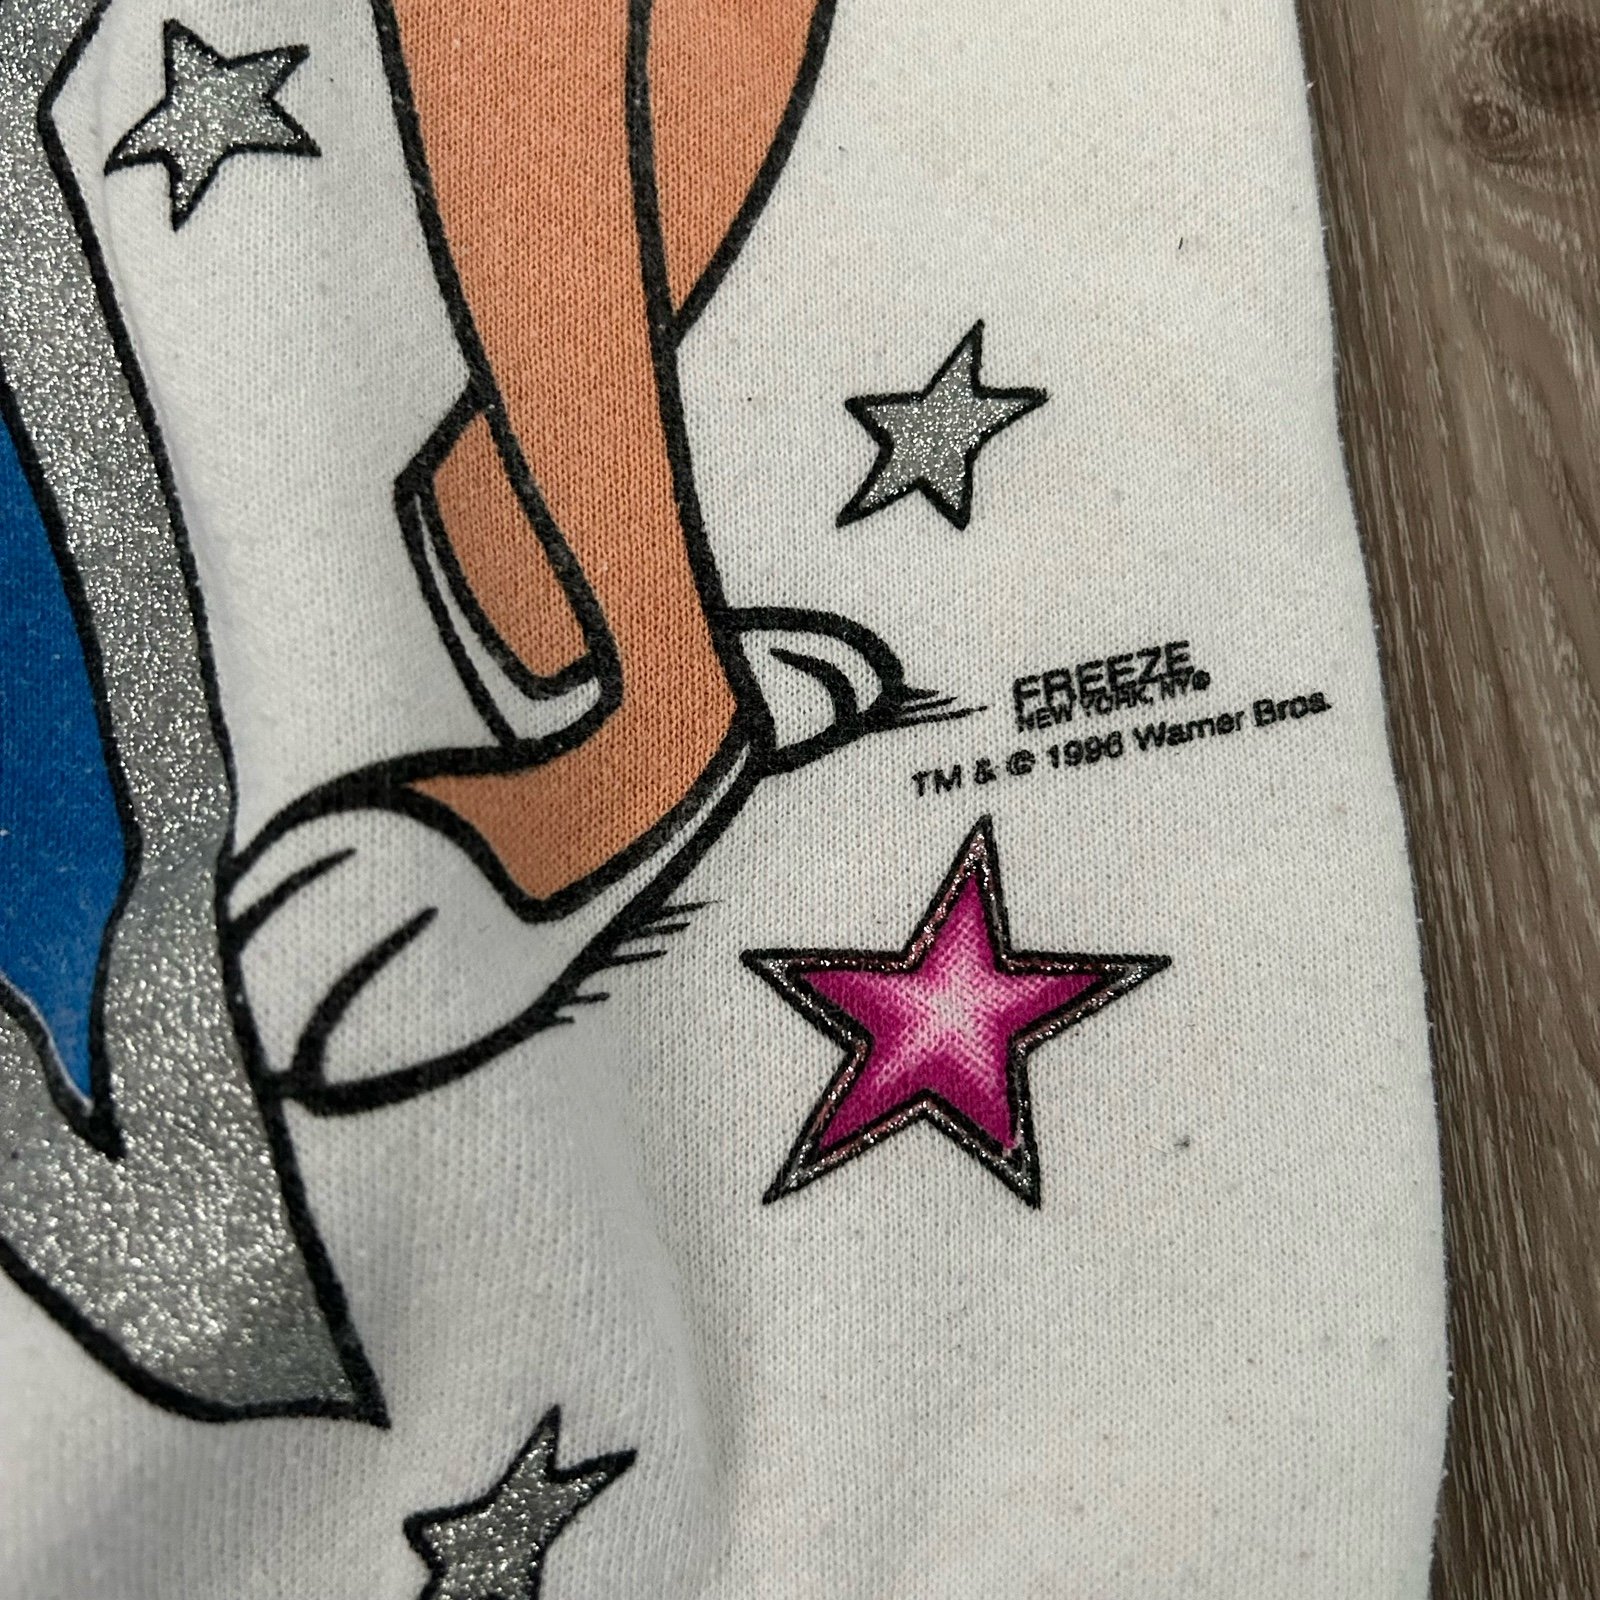 FREEZE
NEW YORK, NY®
TM & © 1996 Warner Bros.